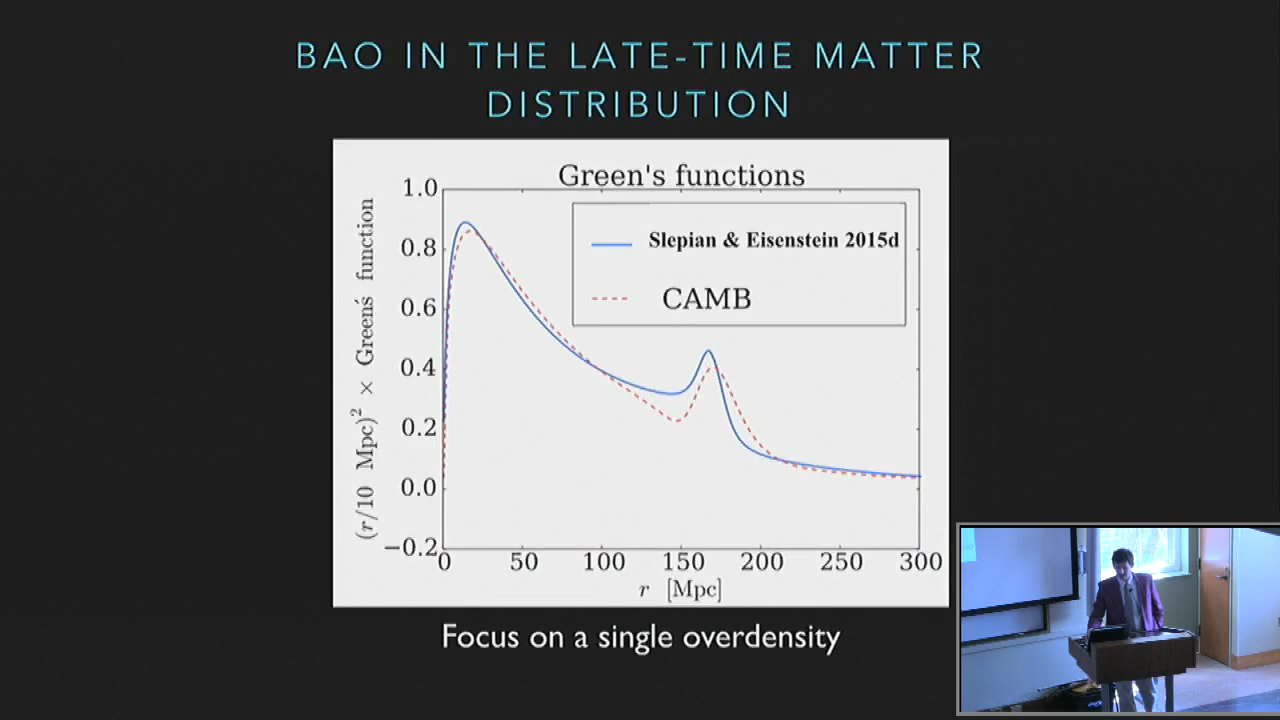 BAO IN THE LATE-TIME MATTER
DISTRIBUTION
Green's functions
(r/10 Mpc)² × Greeńs function
1.0
0.8
0.6
0.4
0.2
0.0
−0.2
Slepian & Eisenstein 2015d
CAMB
0 50 100 150 200 250 300
r [Mpc]
Focus on a single overdensity